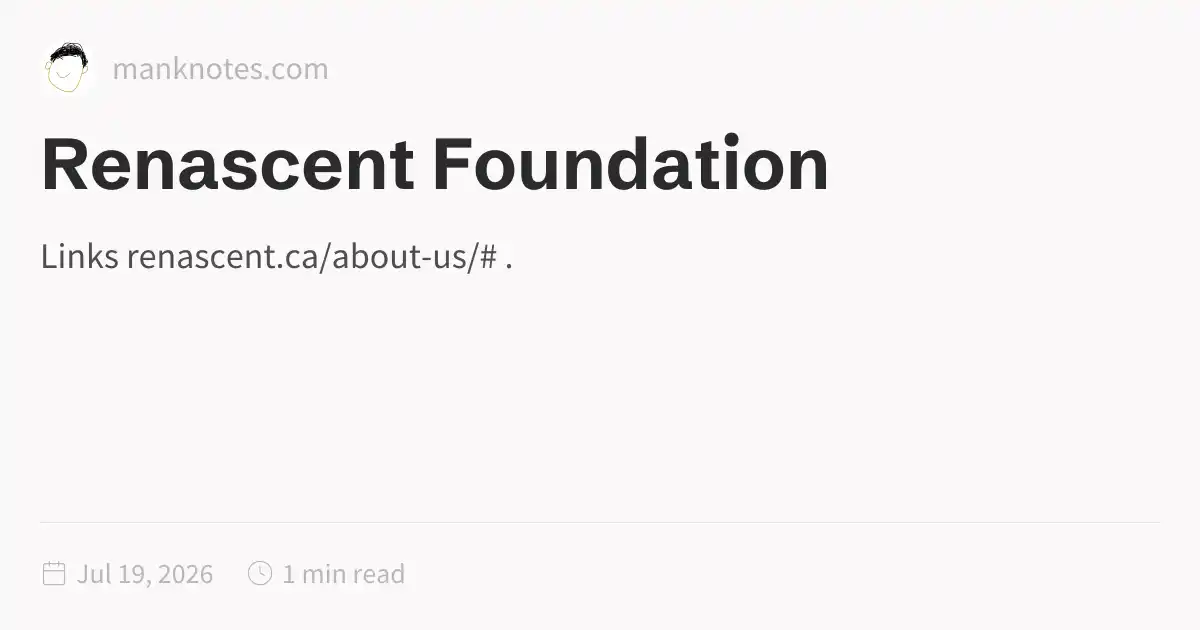 manknotes.com
Renascent Foundation
Links renascent.ca/about-us/# .
Jul 19, 2026 1 min read